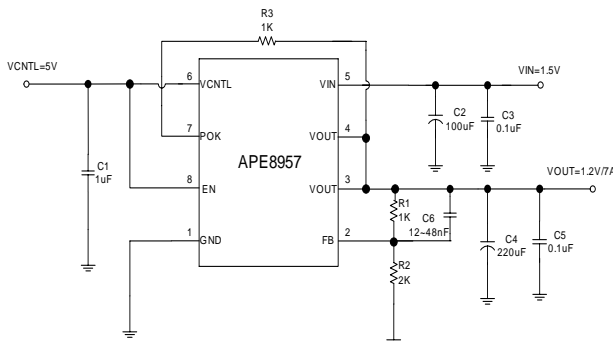 R3
1K
VCNTL=5V
6
VCNTL
VIN
5
VIN=1.5V
7
POK
VOUT
4
C2
100uF
C3
0.1uF
APE8957
C1
1uF
8
EN
VOUT
3
VOUT=1.2V/7A
R1
1K
C6
12~48nF
1
GND
FB
2
C4
220uF
C5
0.1uF
R2
2K